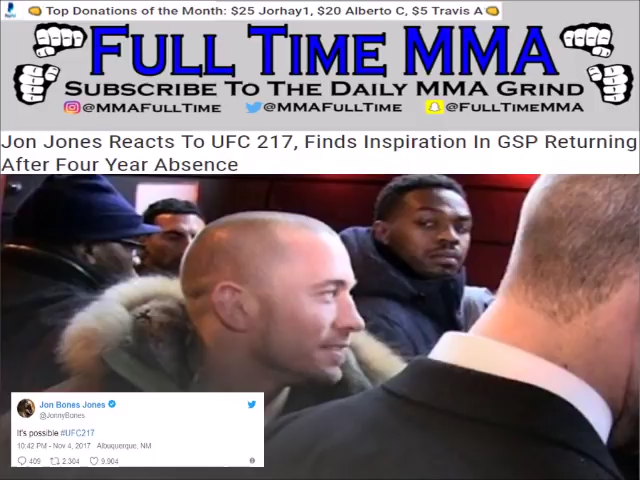 Top Donations of the Month: $25 Jorhay1, $20 Alberto C, $5 Travis A
FULL TIME MMA
SUBSCRIBE TO THE DAILY MMA GRIND
@MMAFULLTIME @MMAFULLTIME @FULLTIMEMMA
Jon Jones Reacts To UFC 217, Finds Inspiration In GSP Returning
After Four Year Absence
Jon Bones Jones
@JonnyBones
It's possible #UFC217
10:42 PM - Nov 4, 2017 Albuquerque, NM
409 2,304 9,904